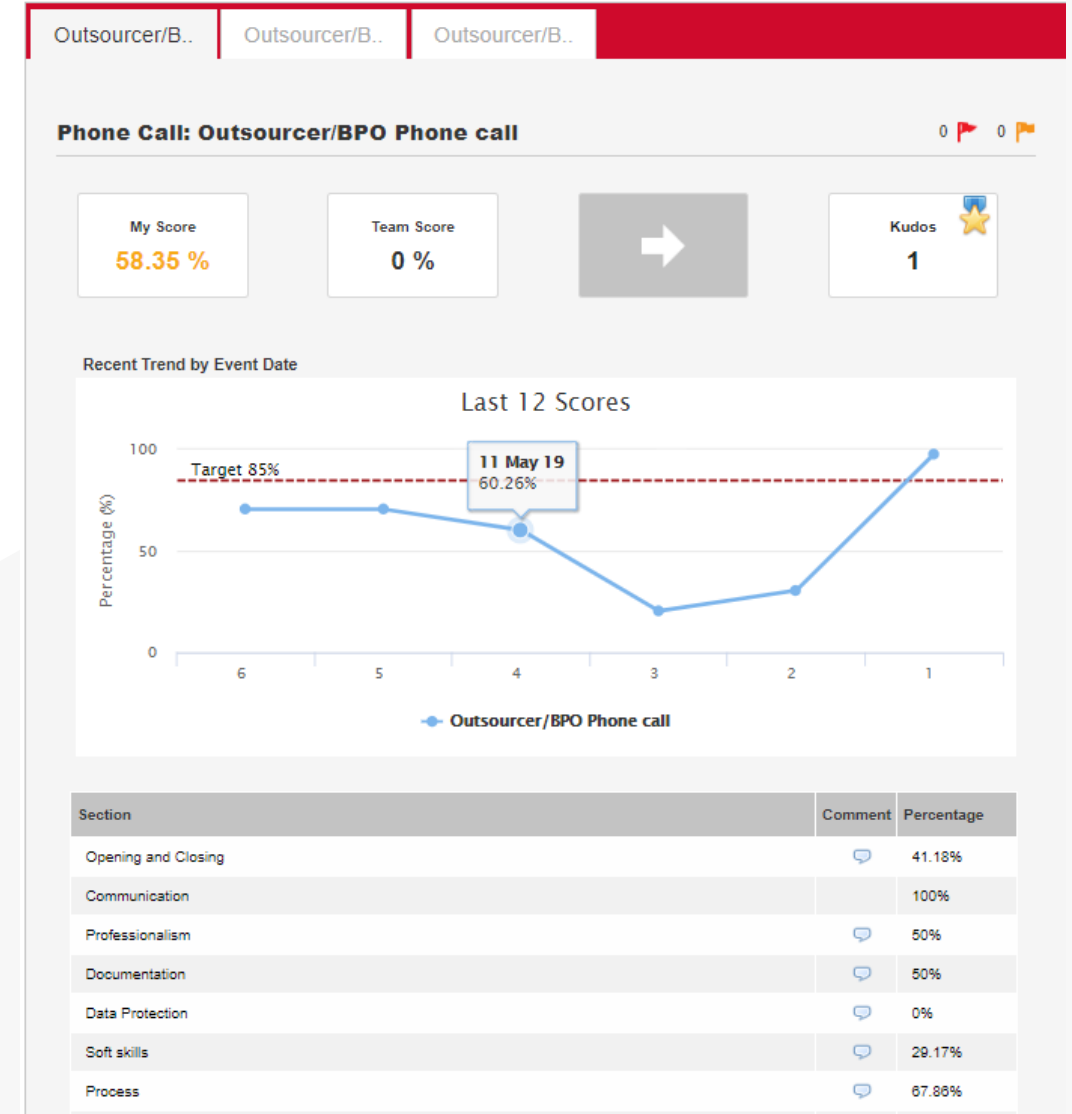 Outsourcer/B.. Outsourcer/B.. Outsourcer/B..
Phone Call: Outsourcer/BPO Phone call 0 0
My Score Team Score Kudos
58.35 % 0 % 1
Recent Trend by Event Date
Last 12 Scores
100
Target 85%
11 May 19
60.26%
Percentage (%)
50
0
6 5 4 3 2 1
Outsourcer/BPO Phone call
Section Comment Percentage
Opening and Closing 41.18%
Communication 100%
Professionalism 50%
Documentation 50%
Data Protection 0%
Soft skills 29.17%
Process 67.86%